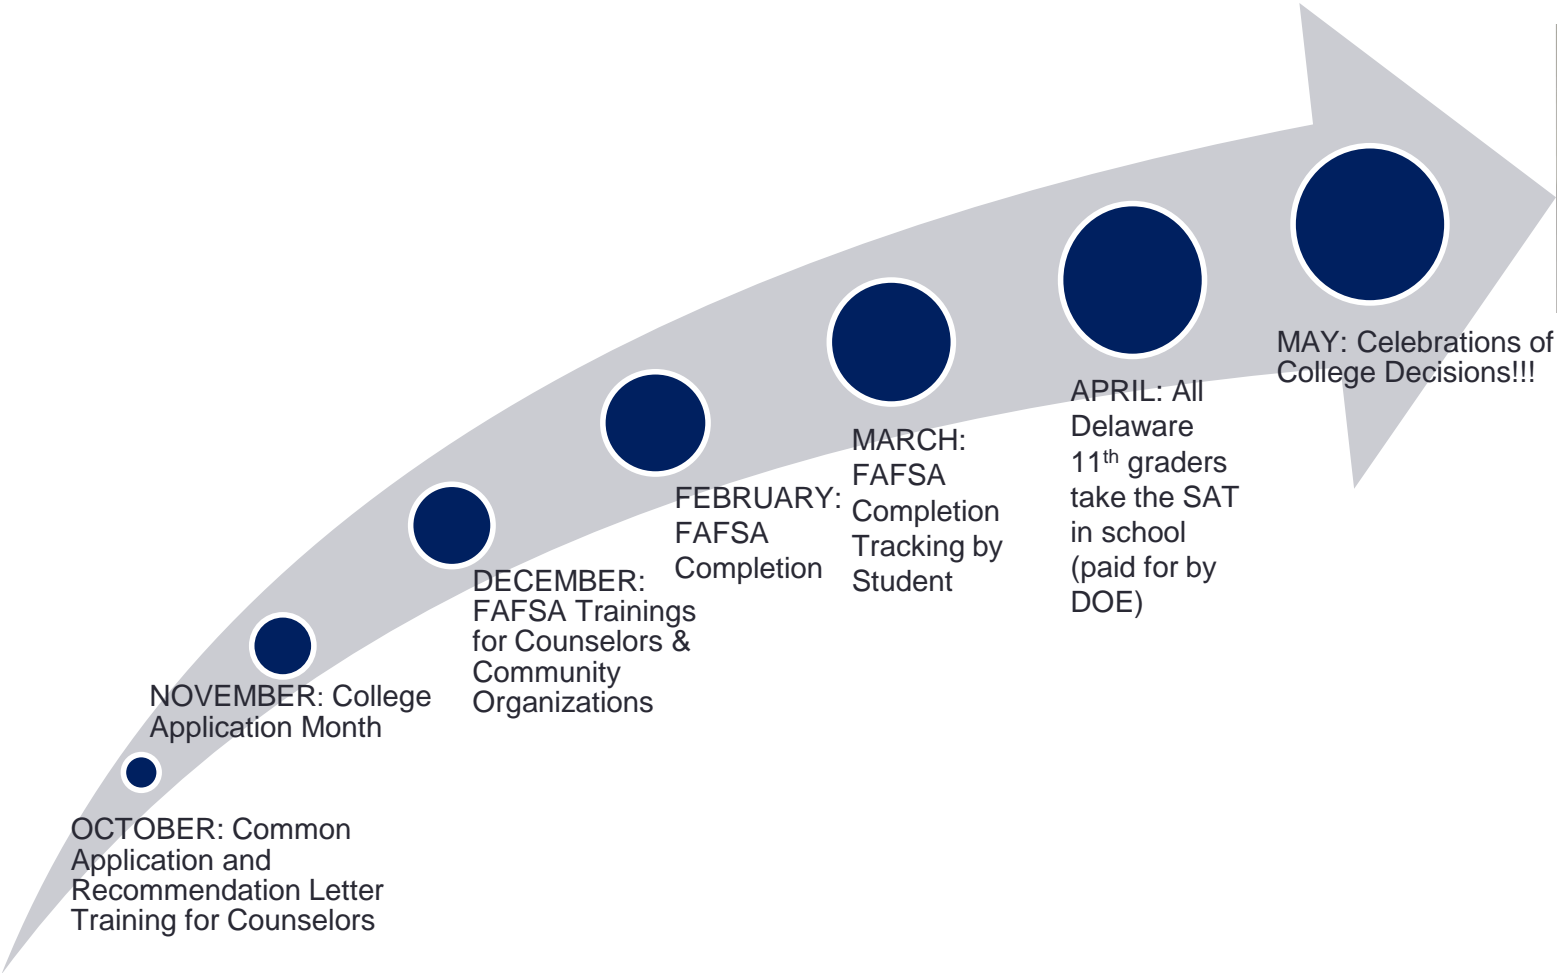 OCTOBER: Common
Application and
Recommendation Letter
Training for Counselors
NOVEMBER: College
Application Month
DECEMBER:
FAFSA Trainings
for Counselors &
Community
Organizations
FEBRUARY:
FAFSA
Completion
MARCH:
FAFSA
Completion
Tracking by
Student
APRIL: All
Delaware
11th graders
take the SAT
in school
(paid for by
DOE)
MAY: Celebrations of
College Decisions!!!